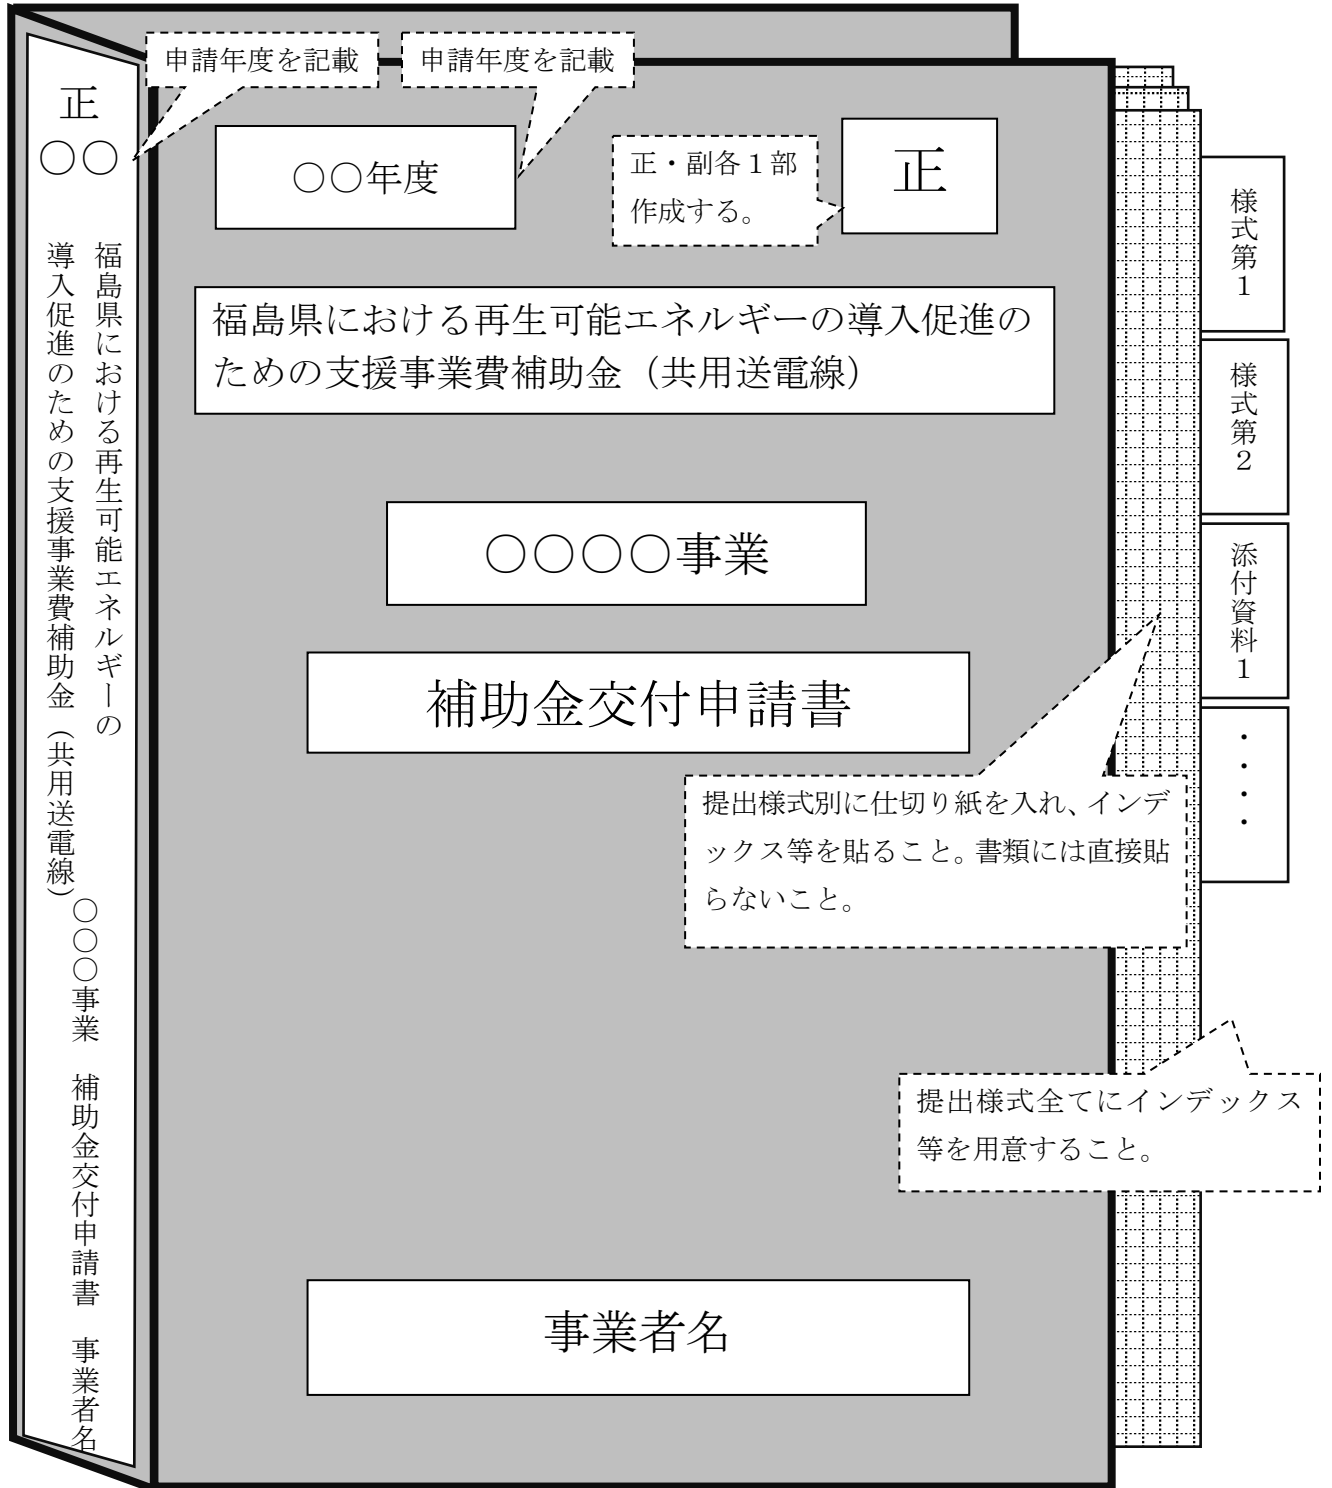 申請年度を記載
申請年度を記載
正
○○
福島県における再生可能エネルギーの
導入促進のための支援事業費補助金（共用送電線）
○○○事業　補助金交付申請書　事業者名
○○年度
正・副各１部
作成する。
正
福島県における再生可能エネルギーの導入促進の
ための支援事業費補助金（共用送電線）
○○○○事業
補助金交付申請書
提出様式別に仕切り紙を入れ、インデ
ックス等を貼ること。書類には直接貼
らないこと。
提出様式全てにインデックス
等を用意すること。
事業者名
様式第１
様式第２
添付資料１
・・・・